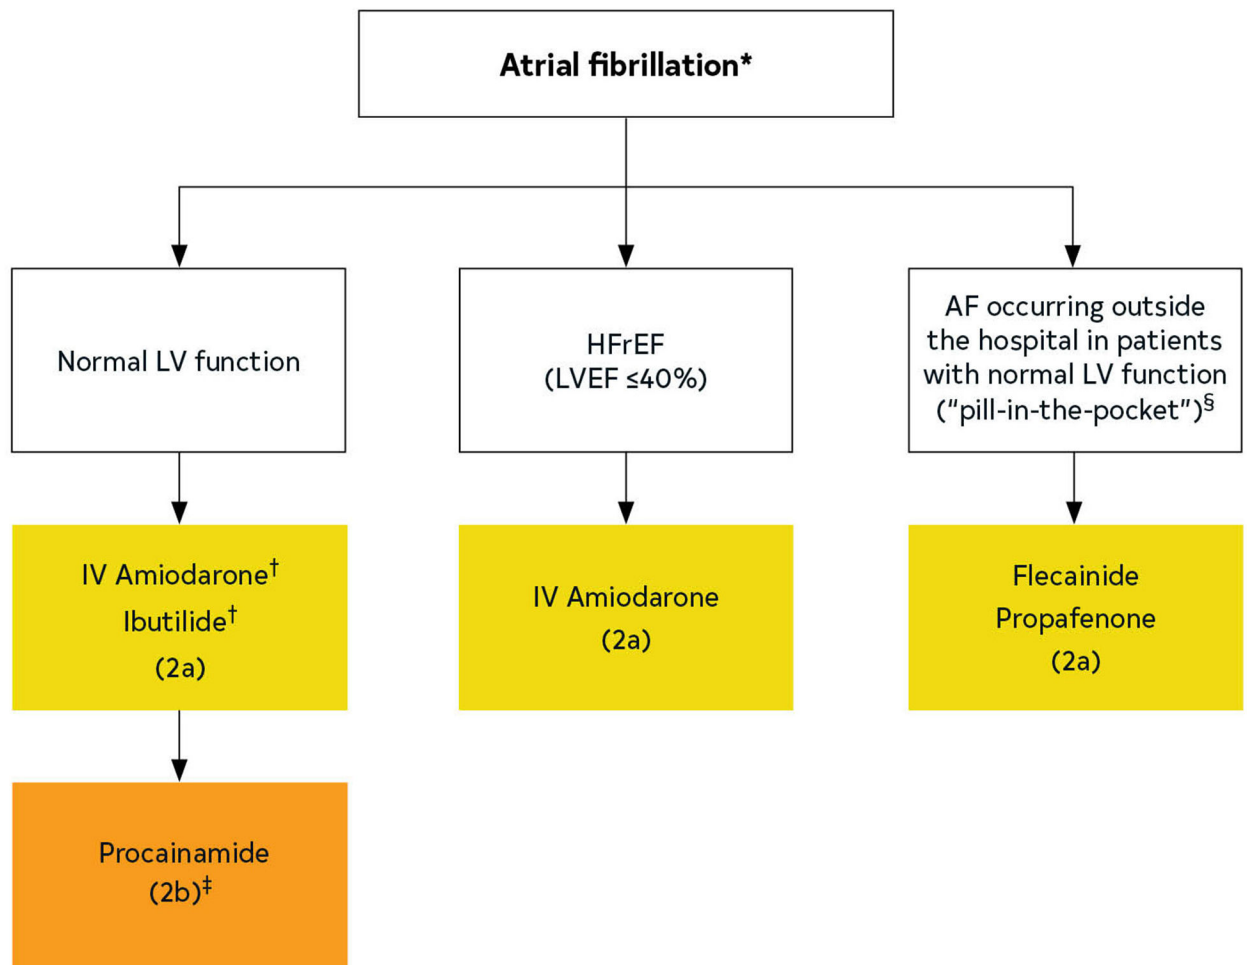 Atrial fibrillation*
Normal LV function
HFrEF
(LVEF ≤40%)
AF occurring outside
the hospital in patients
with normal LV function
(“pill-in-the-pocket”)§
IV Amiodarone†
Ibutilide†
(2a)
IV Amiodarone
(2a)
Flecainide
Propafenone
(2a)
Procainamide
(2b)‡